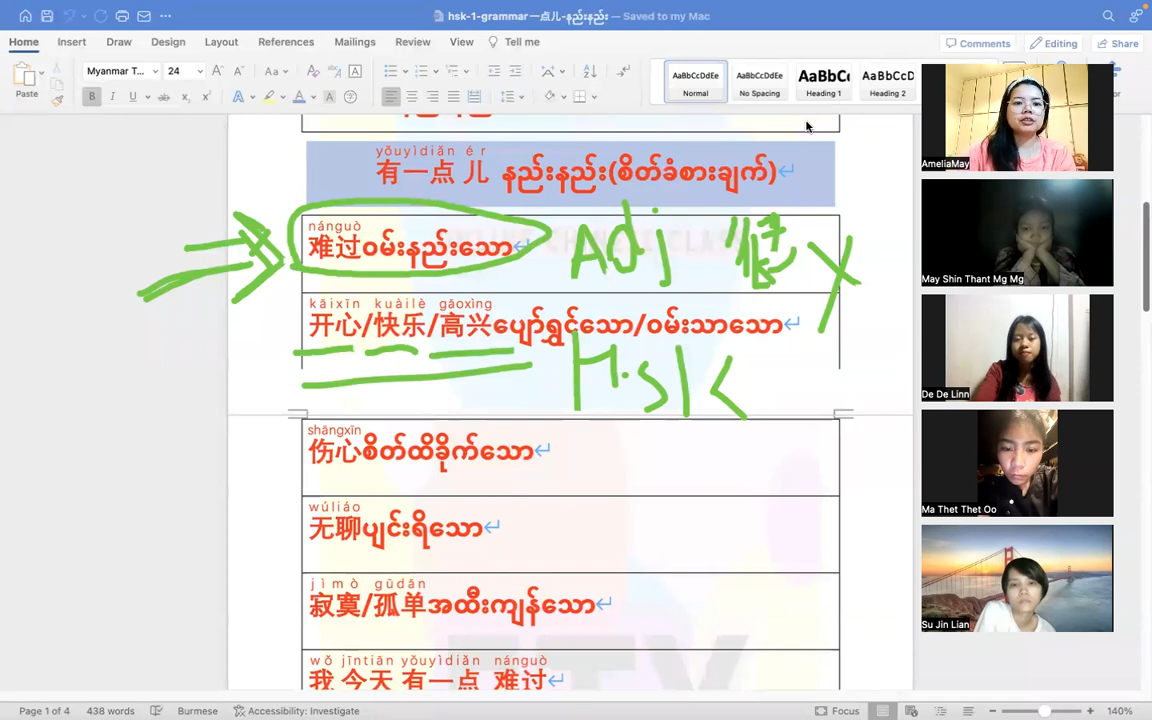 hsk-1-grammar一点儿-နည်းနည်း — Saved to my Mac
Home Insert Draw Design Layout References Mailings Review View Tell me Comments Editing Share
Myanmar T... 24
Paste
AaBbCcDdEe AaBbCcDdEe AaBbC AaBbCcD
Normal No Spacing Heading 1 Heading 2
yǒuyìdiǎn é r
有一点 儿 နည်းနည်း(စိတ်ခံစားချက်)
nánguò
难过ဝမ်းနည်းသော
Adj
kāixīn kuàilè gāoxìng
开心/快乐/高兴ပျော်ရွှင်သော/ဝမ်းသာသော
H.sk
shāngxīn
伤心စိတ်ထိခိုက်သော
wúliáo
无聊ပျင်းရိသော
jìmò gūdān
寂寞/孤单အထီးကျန်သော
wǒ jīntiān yǒuyìdiǎn nánguò
我 今天 有一点 难过
AmeliaMay
May Shin Thant Mg Mg
De De Linn
Ma Thet Thet Oo
Su Jin Lian
Page 1 of 4 438 words Burmese Accessibility: Investigate Focus 140%